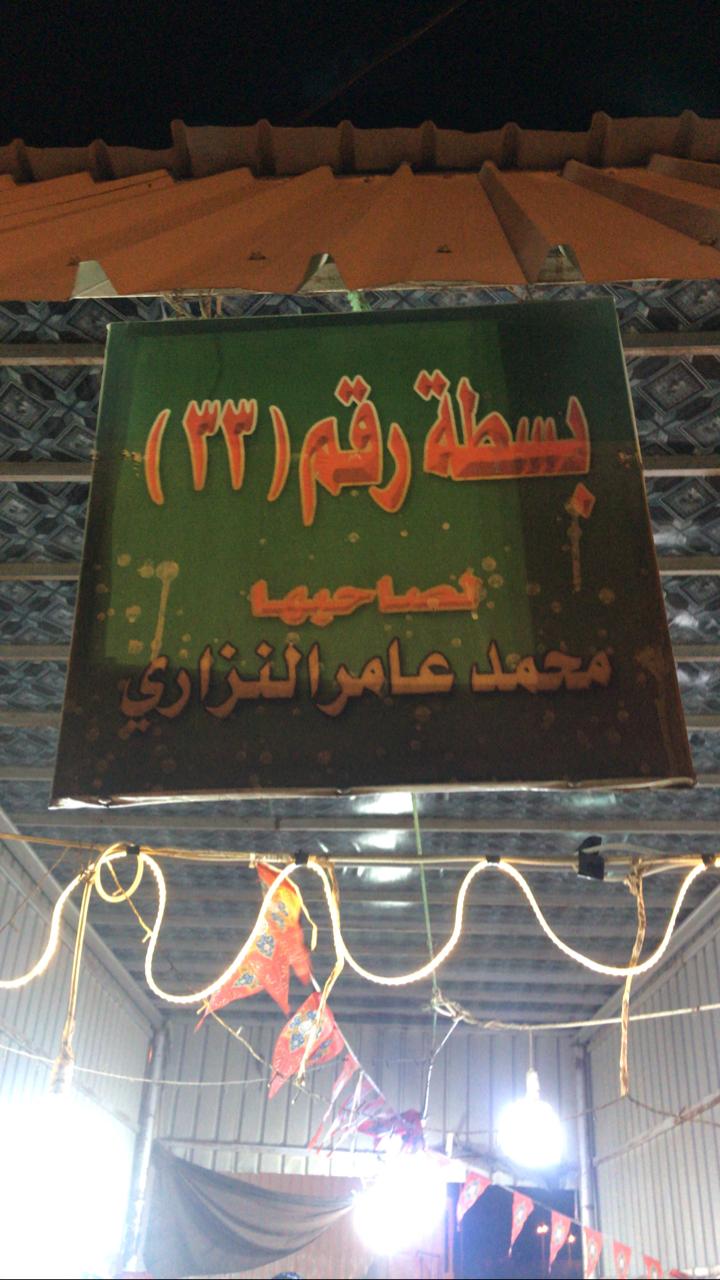 بسطة رقم (٣٣)
لصاحبها
محمد عامر النزاري